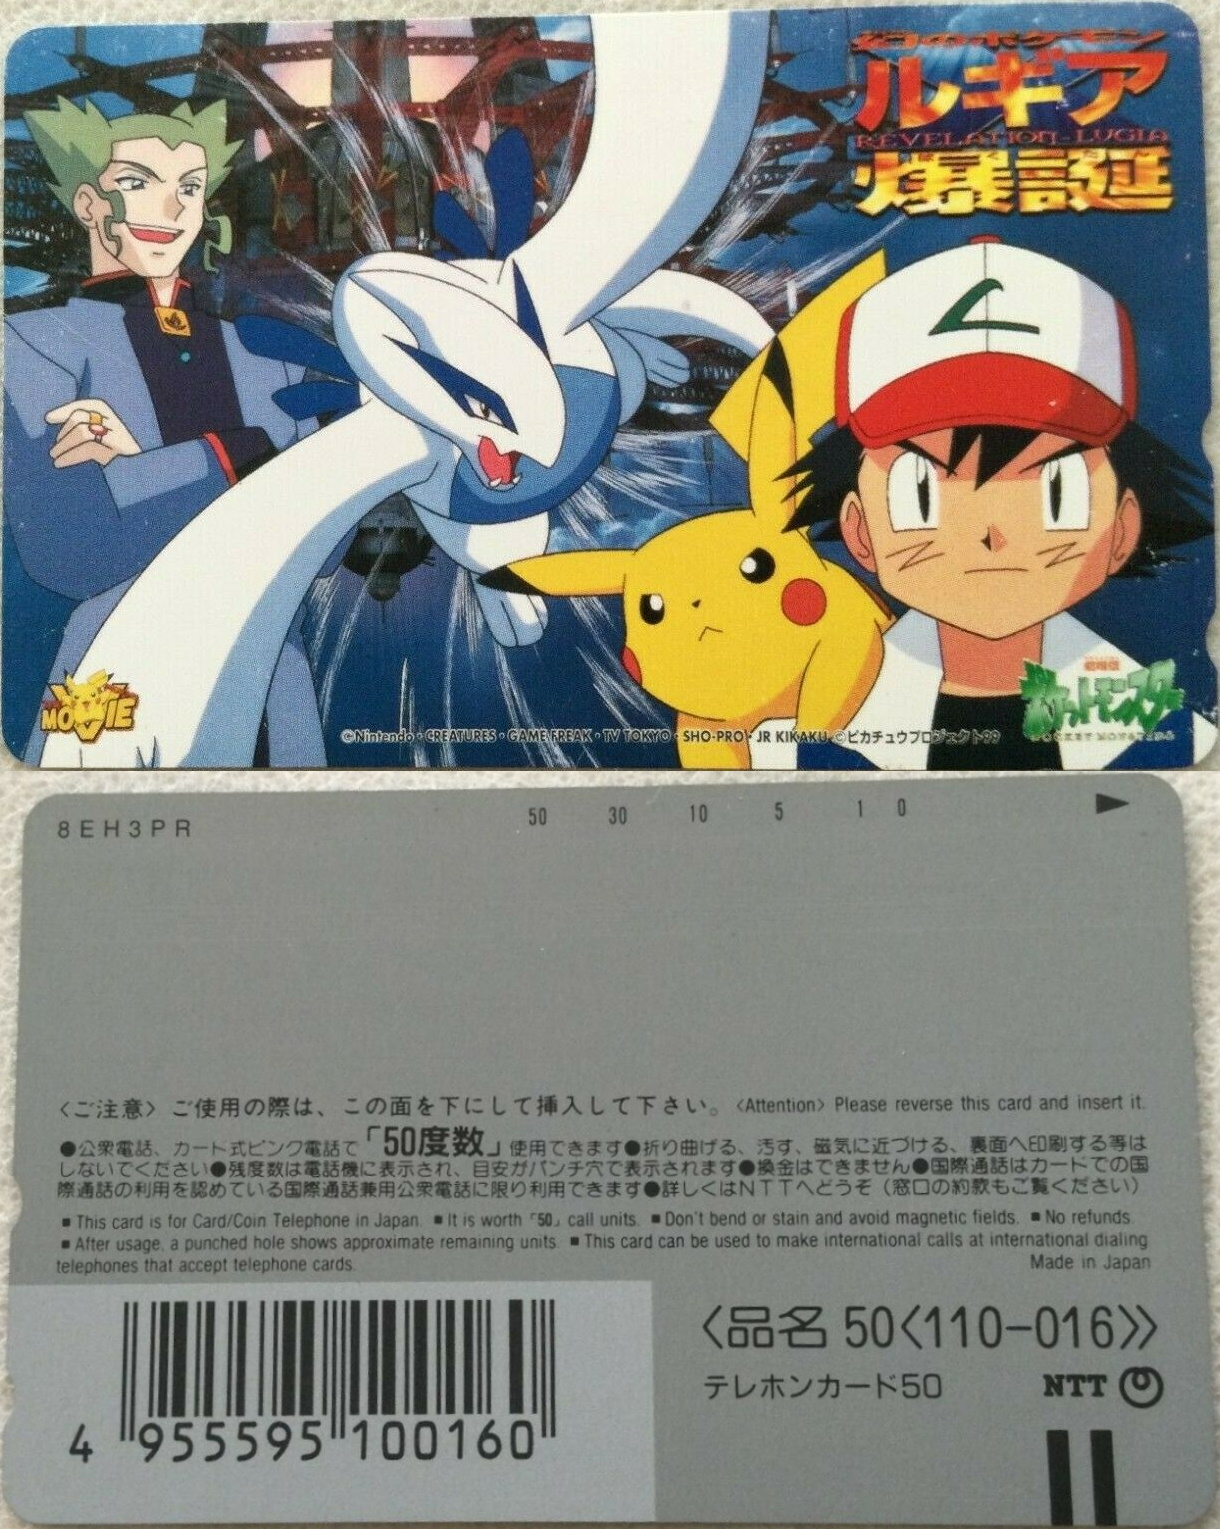 幻のポケモン
ルギア
REVELATION-LUGIA
爆誕
MOVIE
劇場版
ポケットモンスター
POCKET MONSTERS
©Nintendo・CREATURES・GAME FREAK・TV TOKYO・SHO-PRO・JR KIKAKU ©ピカチュウプロジェクト99
8EH3PR
50 30 10 5 1 0
〈ご注意〉ご使用の際は、この面を下にして挿入して下さい。〈Attention〉Please reverse this card and insert it.
●公衆電話、カード式ピンク電話で「50度数」使用できます●折り曲げる、汚す、磁気に近づける、裏面へ印刷する等は
しないでください●残度数は電話機に表示され、目安がパンチ穴で表示されます●換金はできません●国際通話はカードでの国
際通話の利用を認めている国際通話兼用公衆電話に限り利用できます●詳しくはNTTへどうぞ（窓口の約款もご覧ください）
■This card is for Card/Coin Telephone in Japan. ■It is worth「50」call units. ■Don't bend or stain and avoid magnetic fields. ■No refunds.
■After usage, a punched hole shows approximate remaining units. ■This card can be used to make international calls at international dialing
telephones that accept telephone cards. Made in Japan
〈品名 50〈110-016〉〉
テレホンカード50 NTT
4 955595 100160